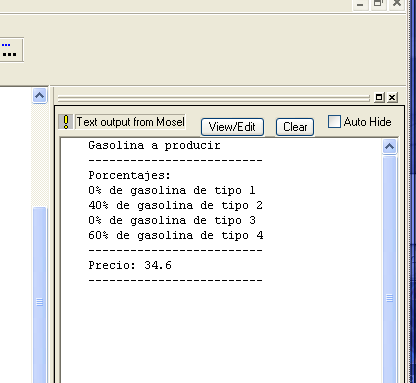 ...
Text output from Mosel
View/Edit
Clear
Auto Hide
Gasolina a producir
-------------------------
Porcentajes:
0% de gasolina de tipo 1
40% de gasolina de tipo 2
0% de gasolina de tipo 3
60% de gasolina de tipo 4
-------------------------
Precio: 34.6
-------------------------